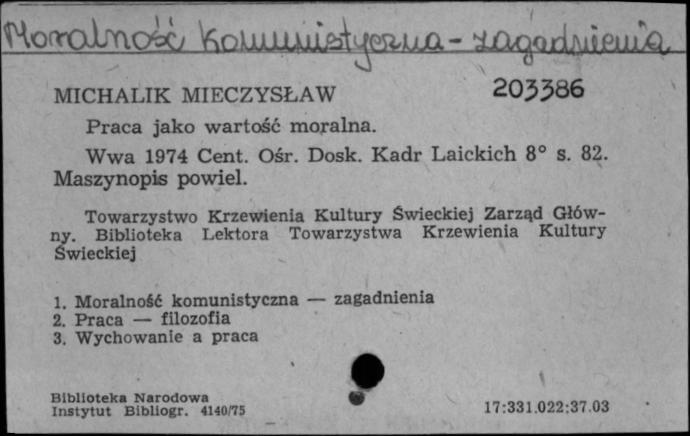 Moralność komunistyczna - zagadnienia
MICHALIK MIECZYSŁAW 203386
Praca jako wartość moralna.
Wwa 1974 Cent. Ośr. Dosk. Kadr Laickich 8° s. 82.
Maszynopis powiel.
Towarzystwo Krzewienia Kultury Świeckiej Zarząd Głów-
ny. Biblioteka Lektora Towarzystwa Krzewienia Kultury
Świeckiej
1. Moralność komunistyczna — zagadnienia
2. Praca — filozofia
3. Wychowanie a praca
Biblioteka Narodowa
Instytut Bibliogr. 4140/75 17:331.022:37.03